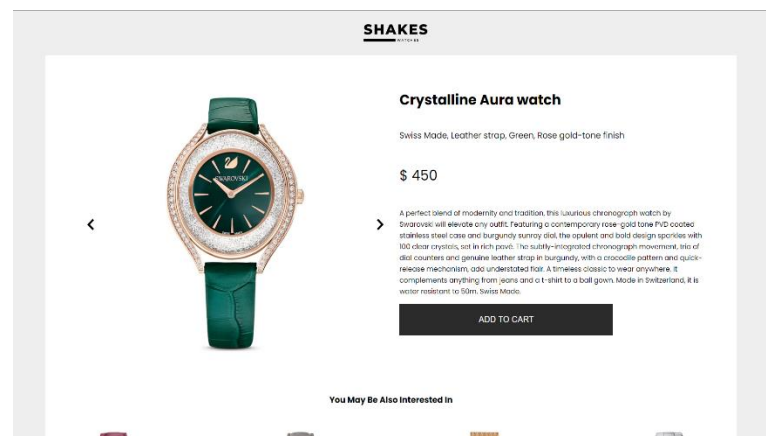 SHAKES
WATCHES
Crystalline Aura watch
Swiss Made, Leather strap, Green, Rose gold-tone finish
$ 450
SWAROVSKI
A perfect blend of modernity and tradition, this luxurious chronograph watch by
Swarovski will elevate any outfit. Featuring a contemporary rose-gold tone PVD coated
stainless steel case and burgundy sunray dial, the opulent and bold design sparkles with
100 clear crystals, set in rich pavé. The subtly-integrated chronograph movement, trio of
dial counters and genuine leather strap in burgundy, with a crocodile pattern and quick-
release mechanism, add understated flair. A timeless classic to wear anywhere, it
complements anything from jeans and a t-shirt to a ball gown. Made in Switzerland, it is
water resistant to 50m. Swiss Made.
ADD TO CART
You May Be Also Interested In